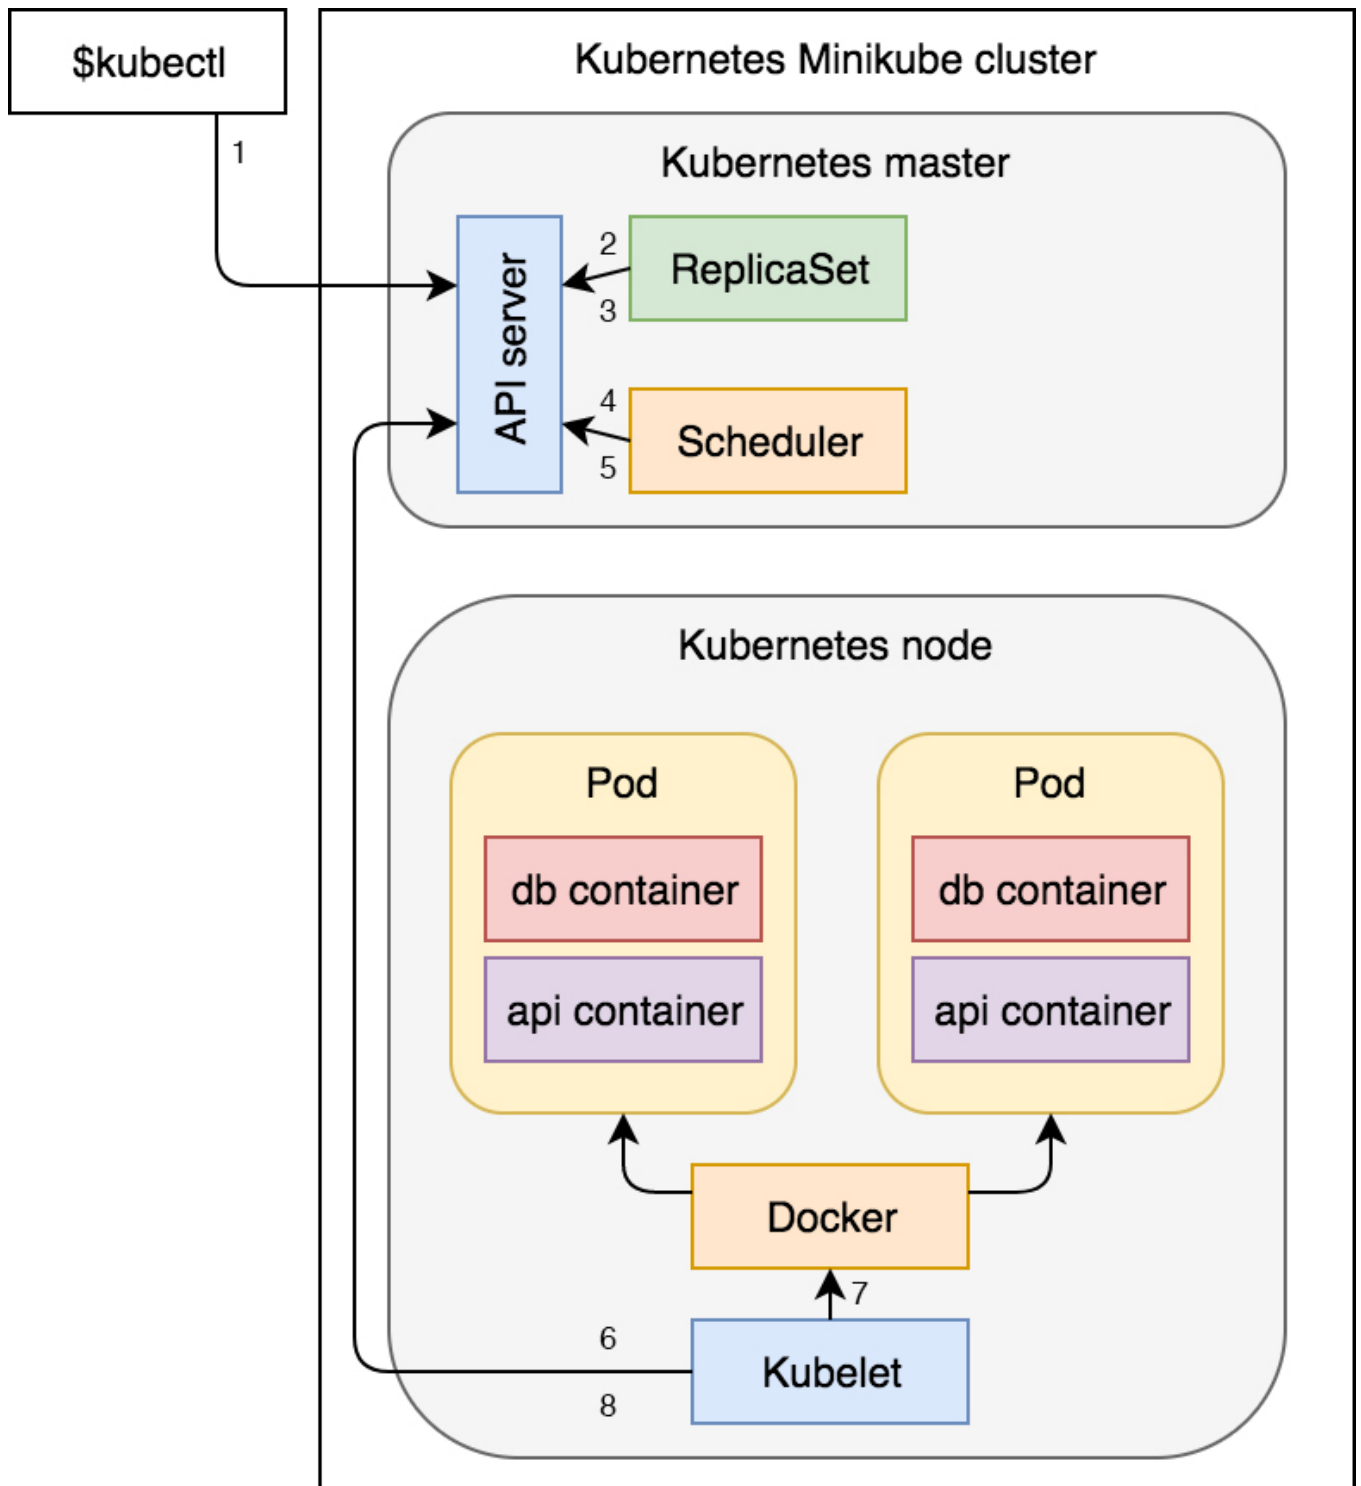 $kubectl
Kubernetes Minikube cluster
1
Kubernetes master
API server
2
ReplicaSet
3
4
Scheduler
5
Kubernetes node
Pod
db container
api container
Pod
db container
api container
Docker
7
6
Kubelet
8